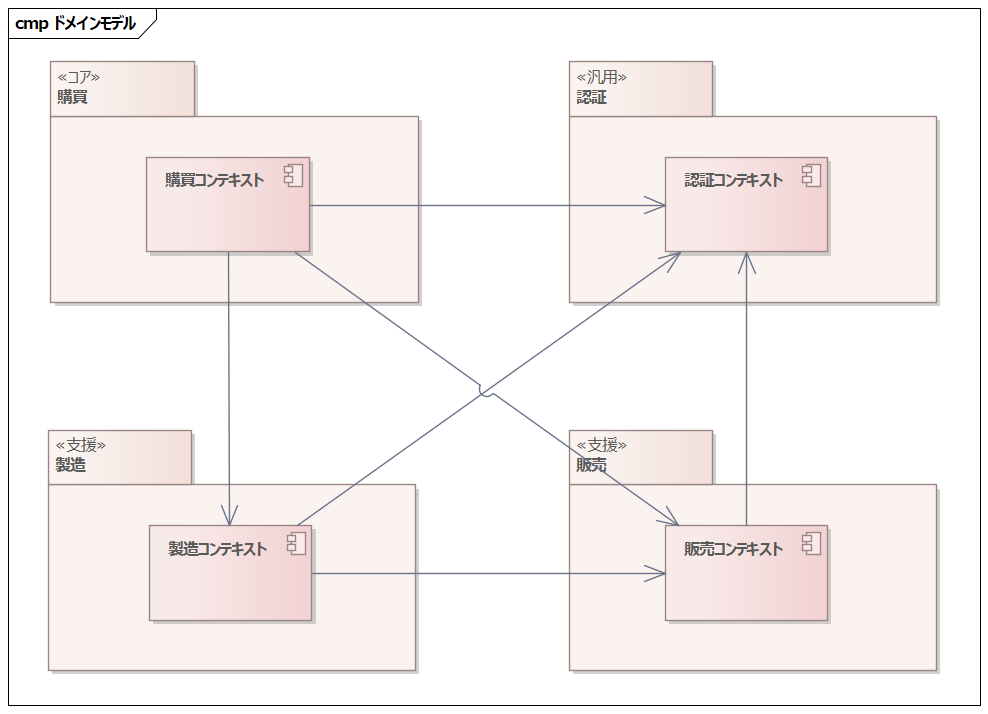 cmp ドメインモデル
«コア»
購買
購買コンテキスト
«汎用»
認証
認証コンテキスト
«支援»
製造
製造コンテキスト
«支援»
販売
販売コンテキスト